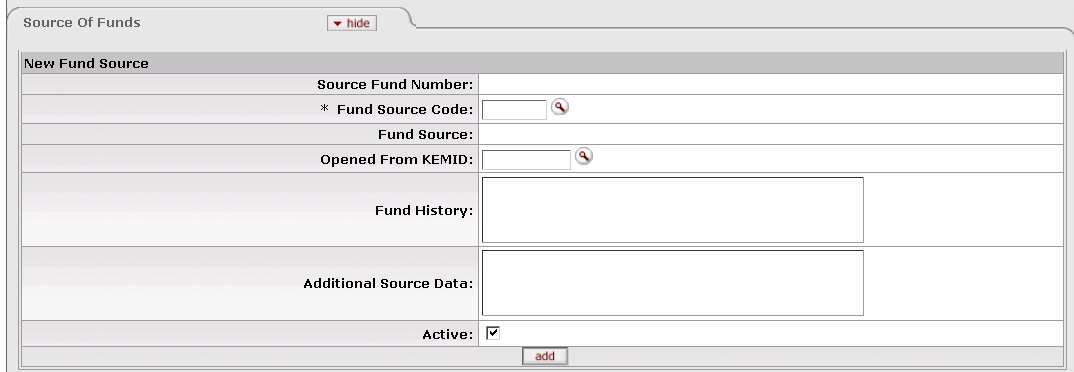 Source Of Funds hide
New Fund Source
Source Fund Number:
* Fund Source Code:
Fund Source:
Opened From KEMID:
Fund History:
Additional Source Data:
Active:
add